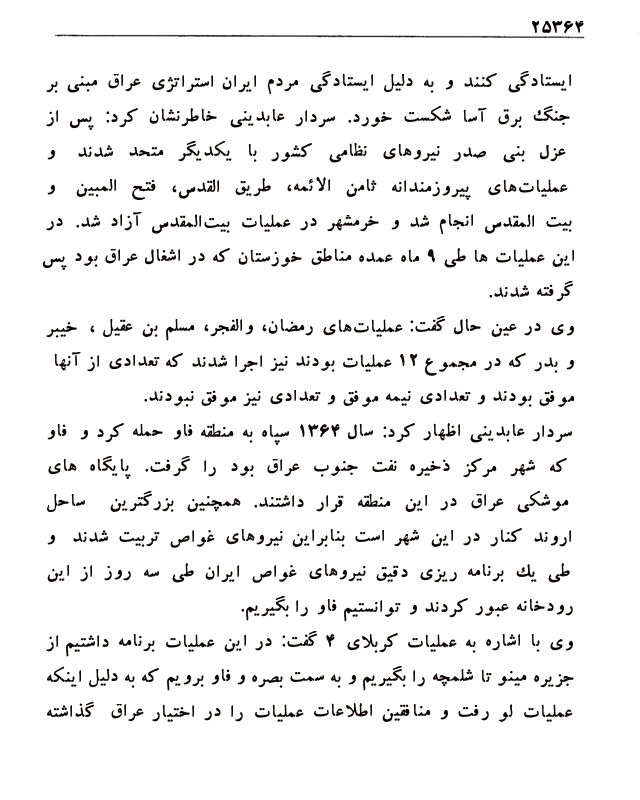 ۲۵۳۶۴
ایستادگی کنند و به دلیل ایستادگی مردم ایران استراتژی عراق مبنی بر
جنگ برق آسا شکست خورد. سردار عابدینی خاطرنشان کرد: پس از
عزل بنی صدر نیروهای نظامی کشور با یکدیگر متحد شدند و
عملیات‌های پیروزمندانه ثامن الائمه، طریق القدس، فتح المبین و
بیت المقدس انجام شد و خرمشهر در عملیات بیت‌المقدس آزاد شد. در
این عملیات ها طی ۹ ماه عمده مناطق خوزستان که در اشغال عراق بود پس
گرفته شدند.
وی در عین حال گفت: عملیات‌های رمضان، والفجر، مسلم بن عقیل ، خیبر
و بدر که در مجموع ۱۲ عملیات بودند نیز اجرا شدند که تعدادی از آنها
موفق بودند و تعدادی نیمه موفق و تعدادی نیز موفق نبودند.
سردار عابدینی اظهار کرد: سال ۱۳۶۴ سپاه به منطقه فاو حمله کرد و فاو
که شهر مرکز ذخیره نفت جنوب عراق بود را گرفت. پایگاه های
موشکی عراق در این منطقه قرار داشتند. همچنین بزرگترین ساحل
اروند کنار در این شهر است بنابراین نیروهای غواص تربیت شدند و
طی یك برنامه ریزی دقیق نیروهای غواص ایران طی سه روز از این
رودخانه عبور کردند و توانستیم فاو را بگیریم.
وی با اشاره به عملیات کربلای ۴ گفت: در این عملیات برنامه داشتیم از
جزیره مینو تا شلمچه را بگیریم و به سمت بصره و فاو برویم که به دلیل اینکه
عملیات لو رفت و منافقین اطلاعات عملیات را در اختیار عراق گذاشته